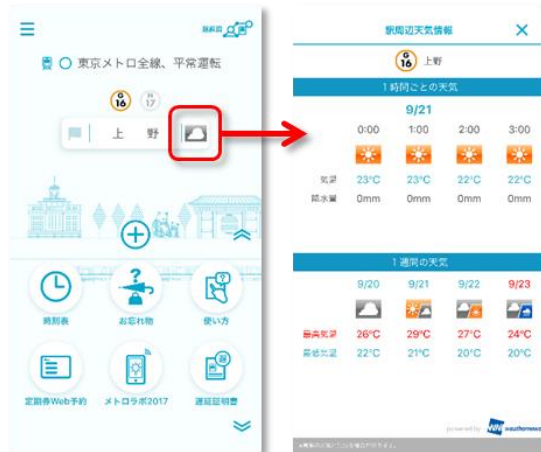 路線図
東京メトロ全線、平常運転
G
16
H
17
上 野
時刻表
お忘れ物
使い方
定期券Web予約
メトロラボ2017
遅延証明書
駅周辺天気情報
G
16
上野
1時間ごとの天気
9/21
0:00 1:00 2:00 3:00
気温 23°C 23°C 22°C 22°C
降水量 0mm 0mm 0mm 0mm
1週間の天気
9/20 9/21 9/22 9/23
最高気温 26°C 29°C 27°C 24°C
最低気温 22°C 21°C 20°C 20°C
powered by weathernews